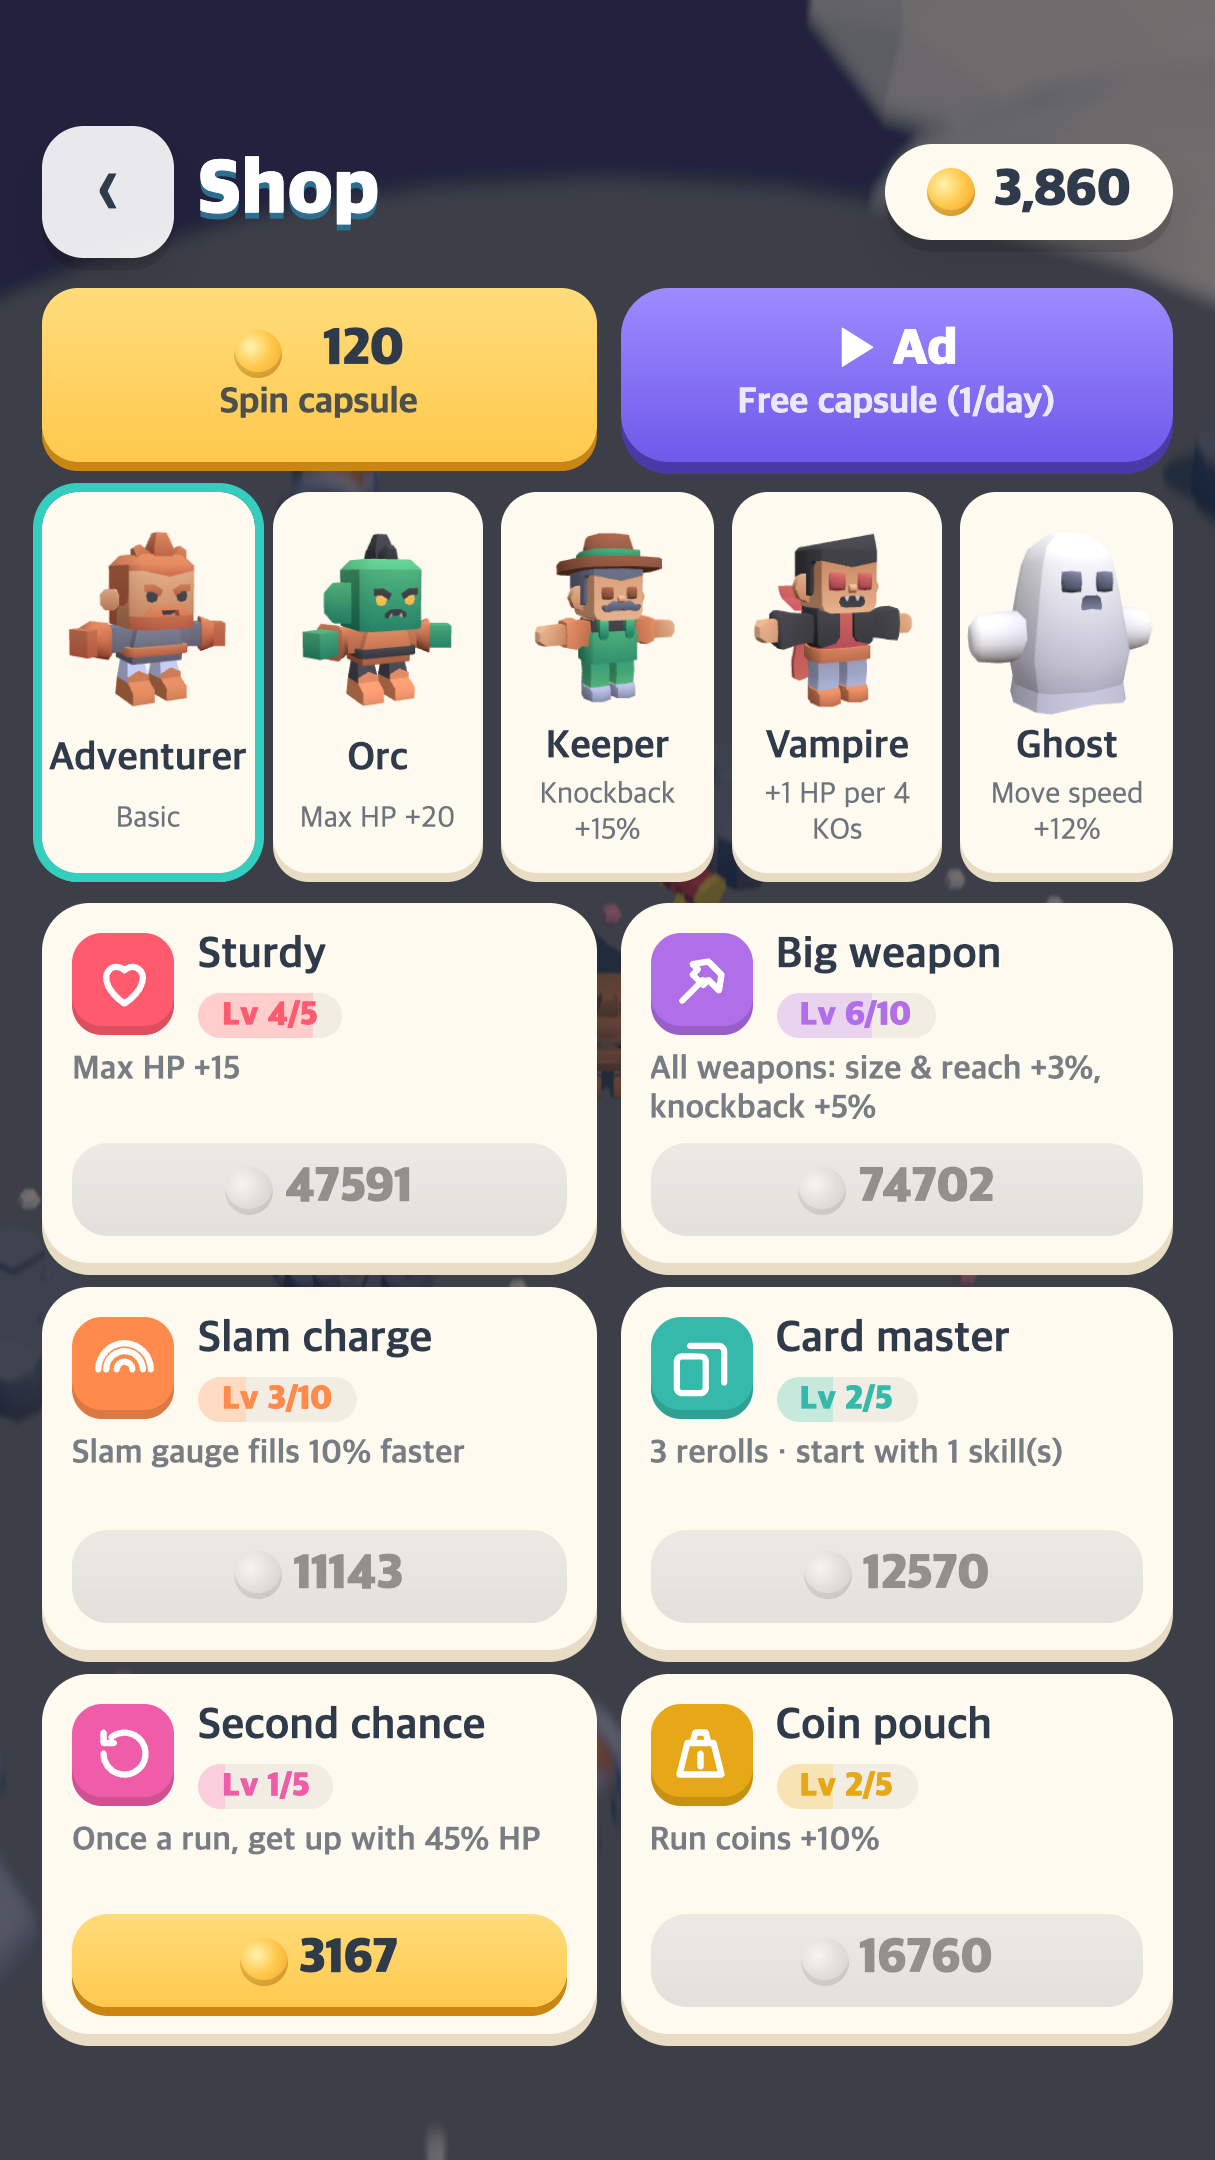 Shop
3,860
120
Spin capsule
Ad
Free capsule (1/day)
Adventurer
Basic
Orc
Max HP +20
Keeper
Knockback
+15%
Vampire
+1 HP per 4
KOs
Ghost
Move speed
+12%
Sturdy
Lv 4/5
Max HP +15
47591
Big weapon
Lv 6/10
All weapons: size & reach +3%,
knockback +5%
74702
Slam charge
Lv 3/10
Slam gauge fills 10% faster
11143
Card master
Lv 2/5
3 rerolls · start with 1 skill(s)
12570
Second chance
Lv 1/5
Once a run, get up with 45% HP
3167
Coin pouch
Lv 2/5
Run coins +10%
16760